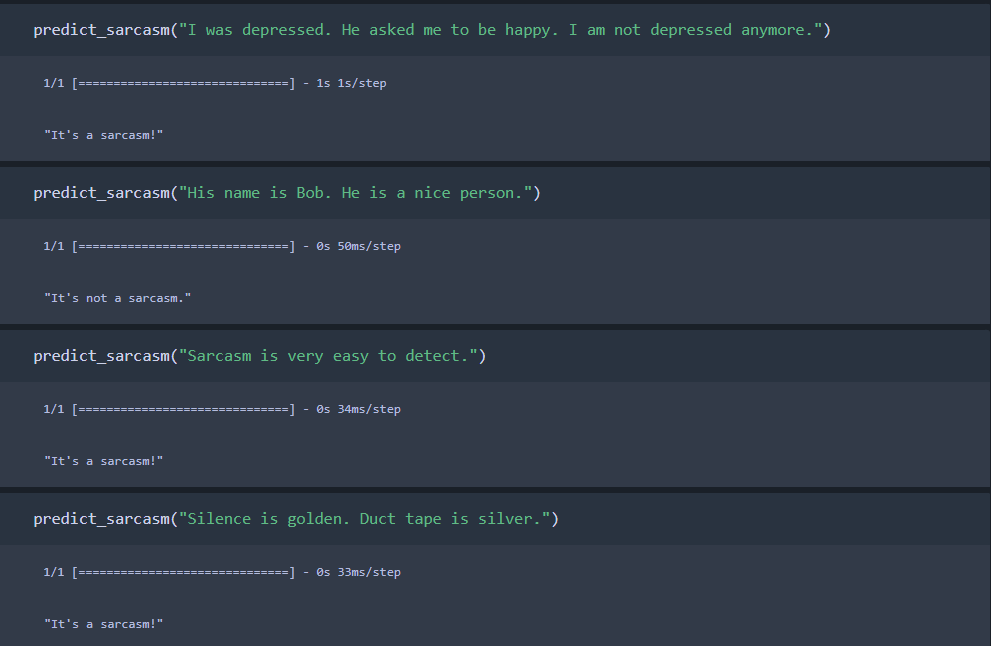 predict_sarcasm("I was depressed. He asked me to be happy. I am not depressed anymore.")
1/1 [==============================] - 1s 1s/step
"It's a sarcasm!"
predict_sarcasm("His name is Bob. He is a nice person.")
1/1 [==============================] - 0s 50ms/step
"It's not a sarcasm."
predict_sarcasm("Sarcasm is very easy to detect.")
1/1 [==============================] - 0s 34ms/step
"It's a sarcasm!"
predict_sarcasm("Silence is golden. Duct tape is silver.")
1/1 [==============================] - 0s 33ms/step
"It's a sarcasm!"